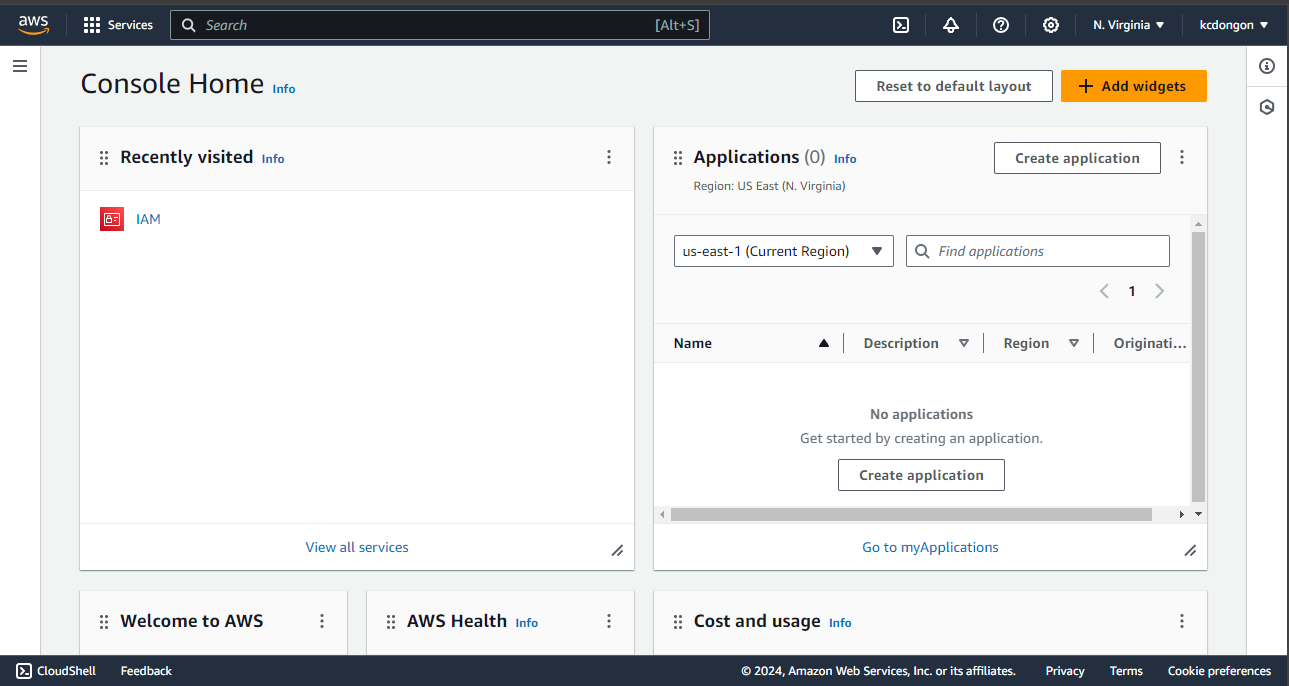 aws Services Search [Alt+S] N. Virginia kcdongon
Console Home Info Reset to default layout Add widgets
Recently visited Info
IAM
View all services
Applications (0) Info Create application
Region: US East (N. Virginia)
us-east-1 (Current Region) Find applications
1
Name Description Region Originati...
No applications
Get started by creating an application.
Create application
Go to myApplications
Welcome to AWS
AWS Health Info
Cost and usage Info
CloudShell Feedback © 2024, Amazon Web Services, Inc. or its affiliates. Privacy Terms Cookie preferences